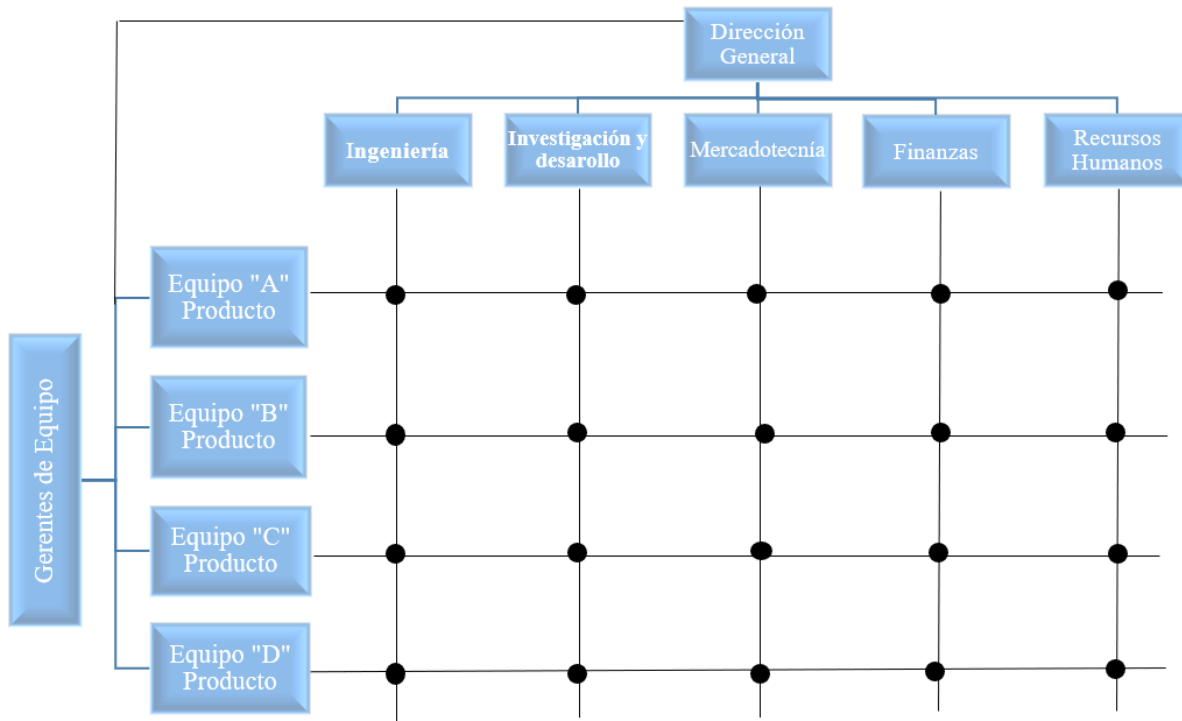 Dirección
General
Ingeniería
Investigación y
desarollo
Mercadotecnía
Finanzas
Recursos
Humanos
Gerentes de Equipo
Equipo "A"
Producto
Equipo "B"
Producto
Equipo "C"
Producto
Equipo "D"
Producto